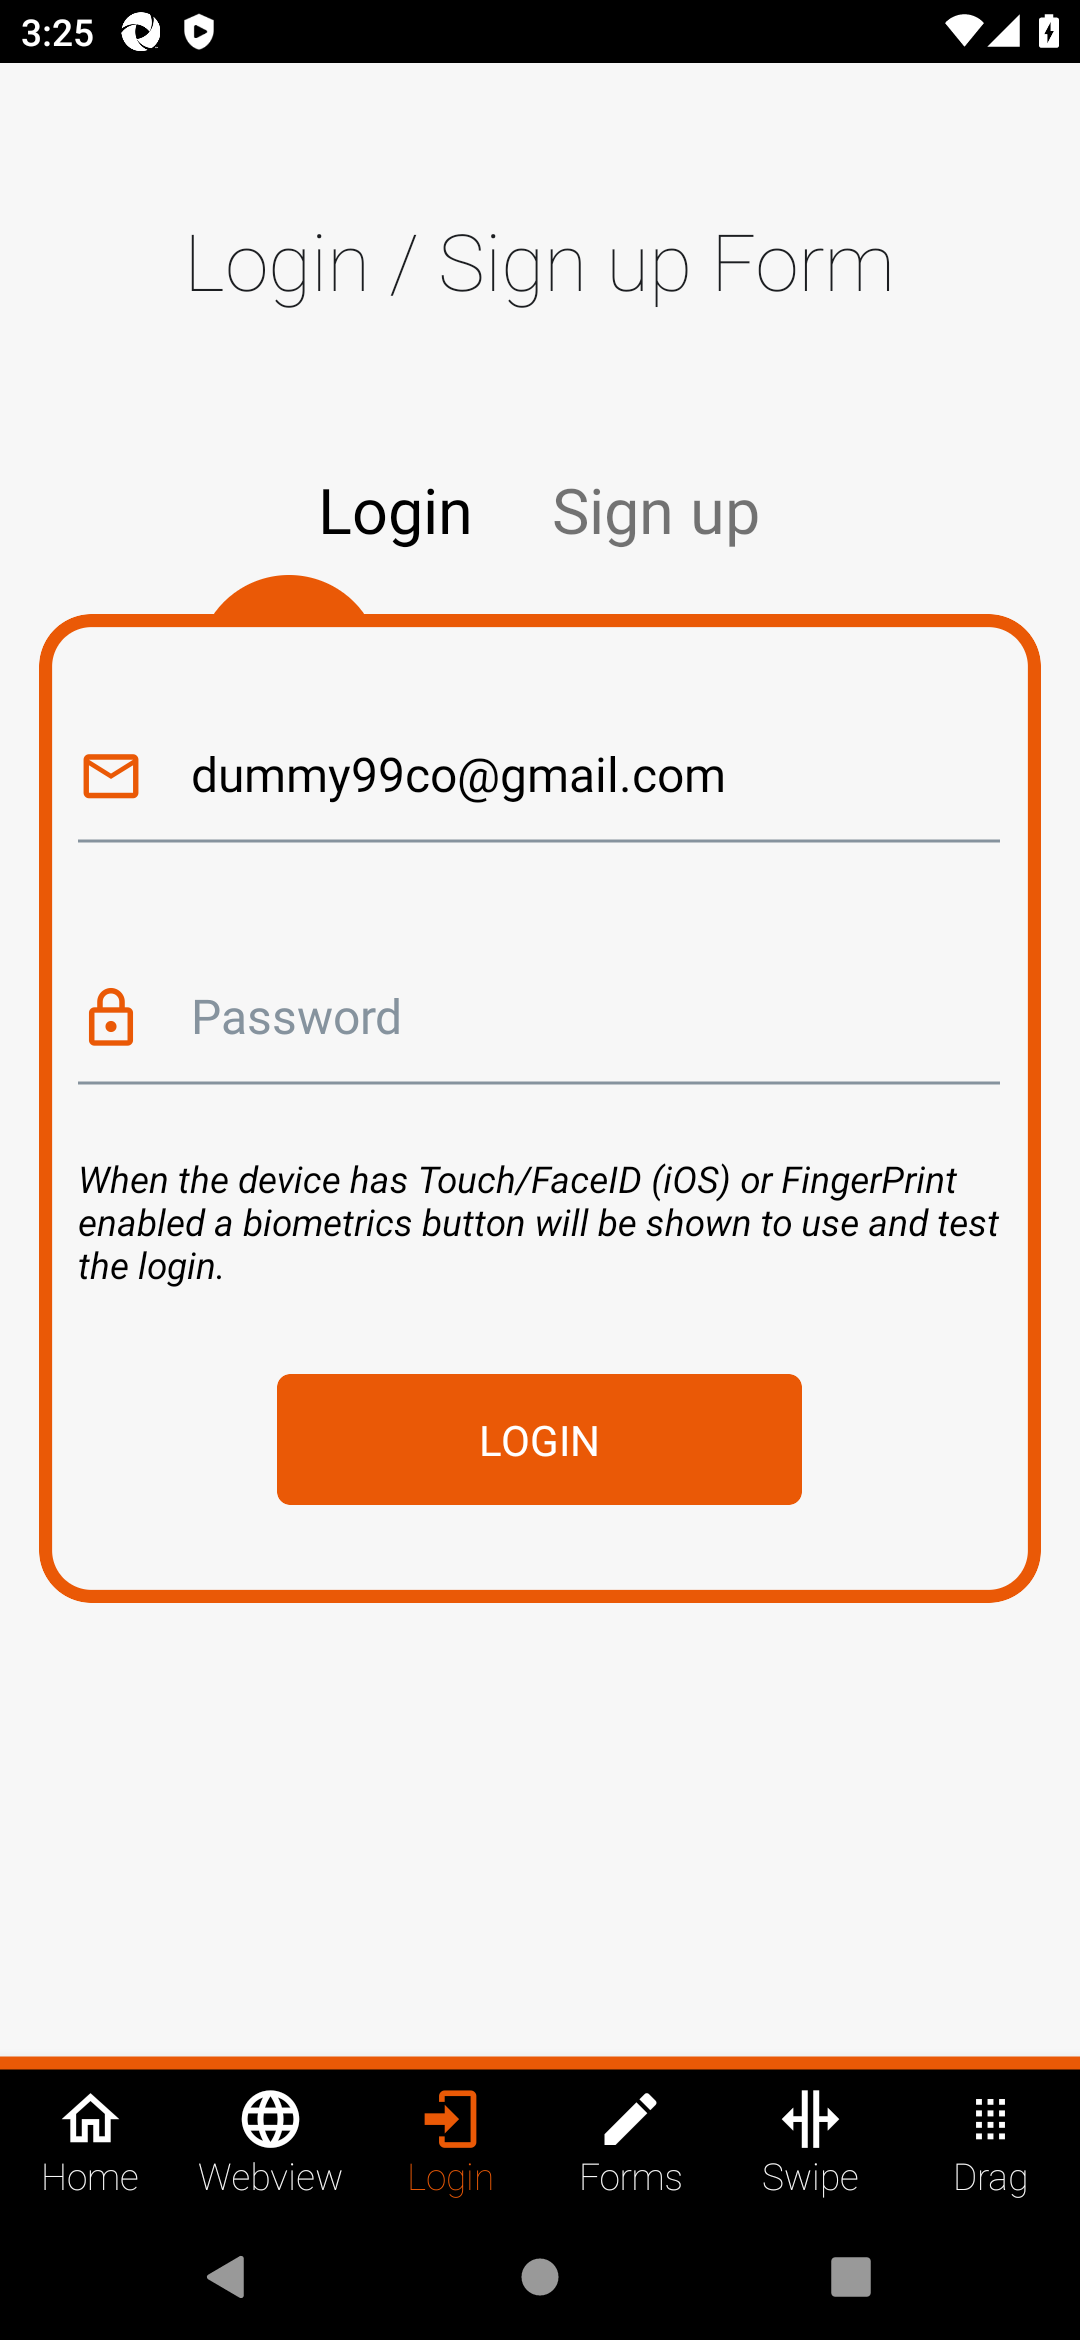 3:25
Login / Sign up Form
Login Sign up
dummy99co@gmail.com
Password
When the device has Touch/FaceID (iOS) or FingerPrint
enabled a biometrics button will be shown to use and test
the login.
LOGIN
Home Webview Login Forms Swipe Drag